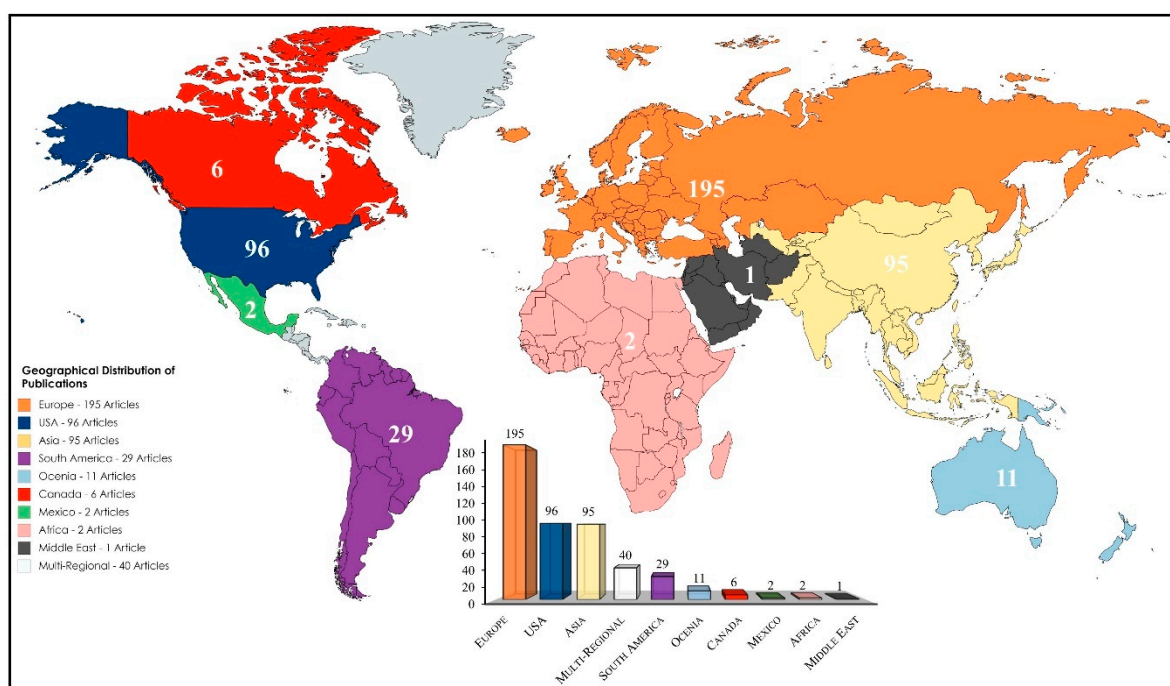 6
96
2
195
95
1
2
29
11
Geographical Distribution of
Publications
Europe - 195 Articles
USA - 96 Articles
Asia - 95 Articles
South America - 29 Articles
Ocenia - 11 Articles
Canada - 6 Articles
Mexico - 2 Articles
Africa - 2 Articles
Middle East - 1 Article
Multi-Regional - 40 Articles
195
96
95
40
29
11
6
2
2
1
180
160
140
120
100
80
60
40
20
0
EUROPE
USA
ASIA
MULTI-REGIONAL
SOUTH AMERICA
OCENIA
CANADA
MEXICO
AFRICA
MIDDLE EAST